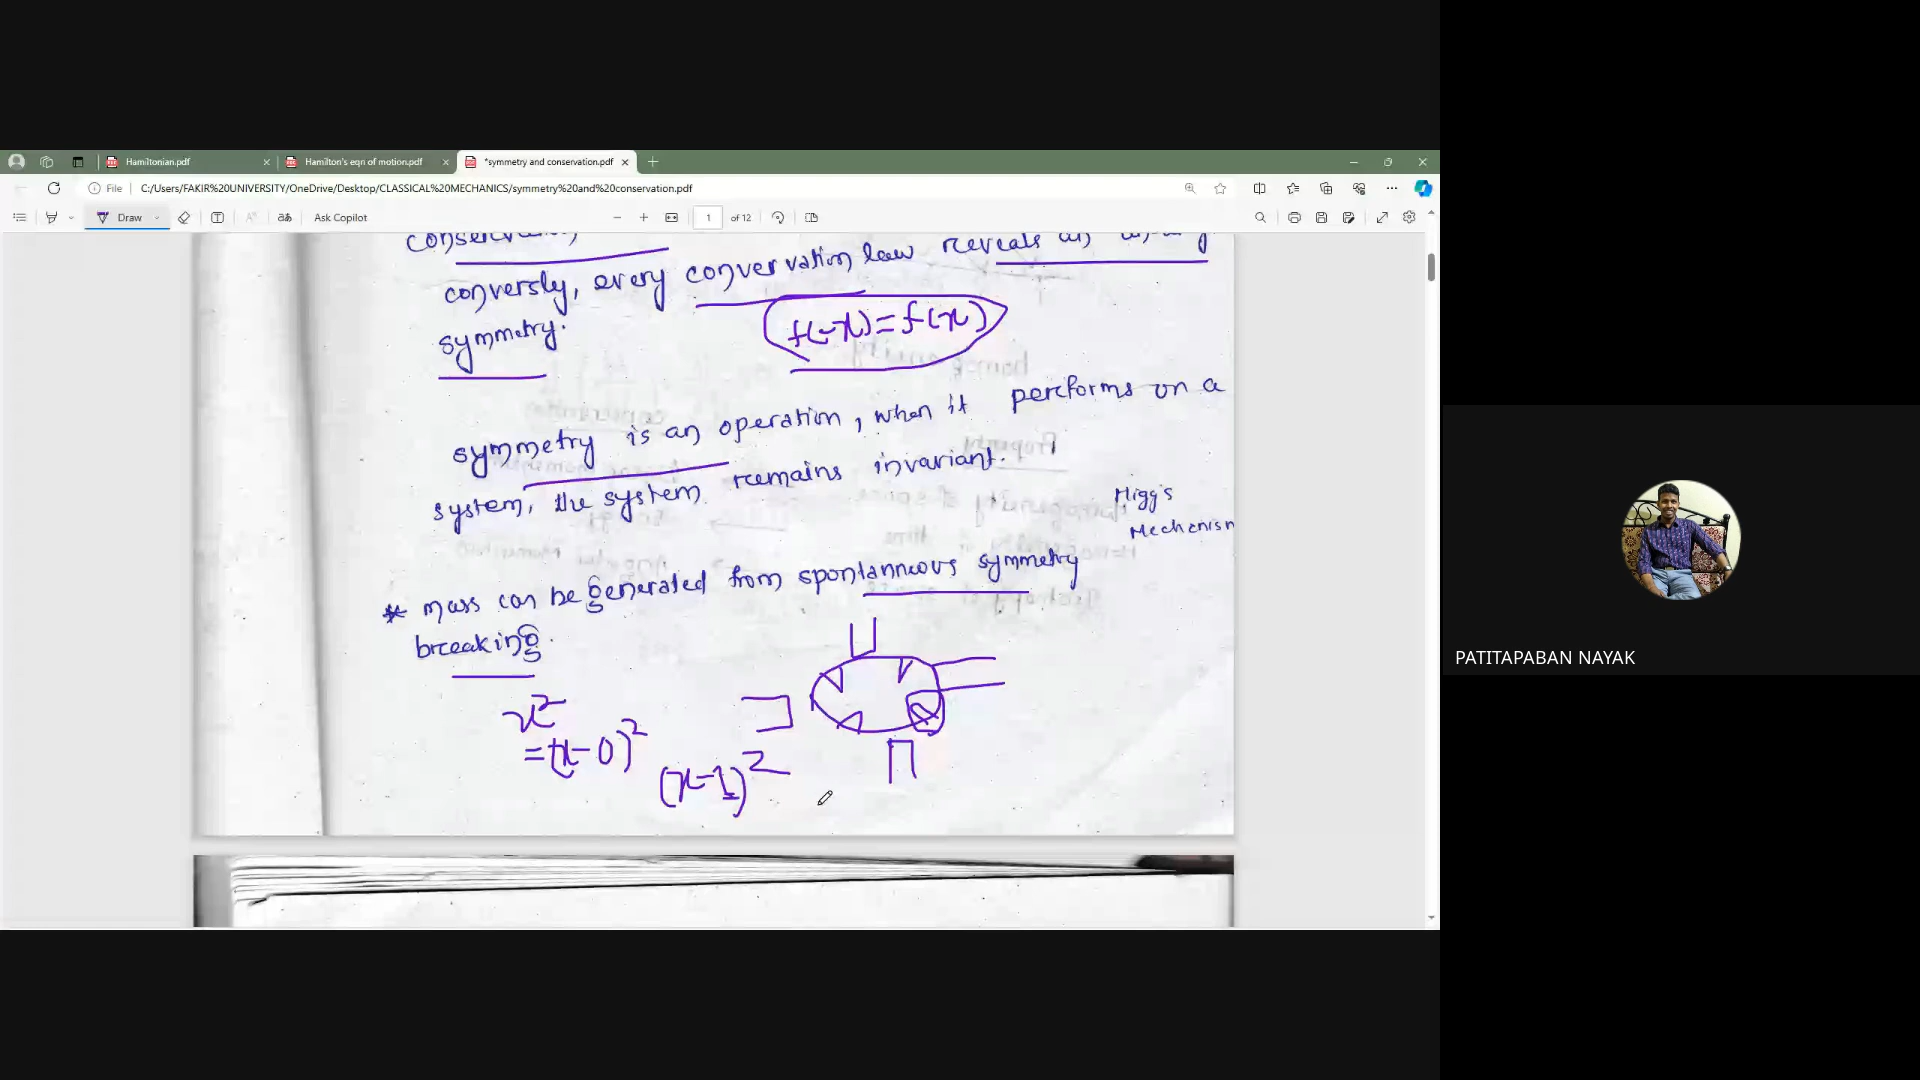 Hamiltonian.pdf
Hamilton's eqn of motion.pdf
*symmetry and conservation.pdf
File
C:/Users/FAKIR%20UNIVERSITY/OneDrive/Desktop/CLASSICAL%20MECHANICS/symmetry%20and%20conservation.pdf
Draw
Ask Copilot
1 of 12
conversly, every convervation law reveals
symmetry.
f(-x)=f(x)
symmetry is an operation, when it performs on a
system, the system remains invariant.
Higg's
Mechanism
* mass can be generated from spontanneous symmetry
breaking.
x²
=(x-0)²
(x-1)²
PATITAPABAN NAYAK